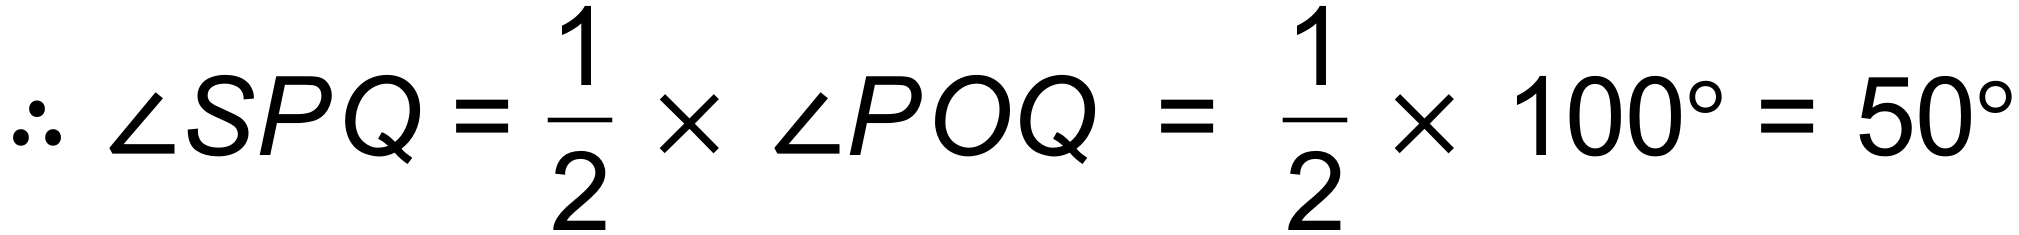 ∴ ∠SPQ = 1/2 × ∠POQ = 1/2 × 100° = 50°